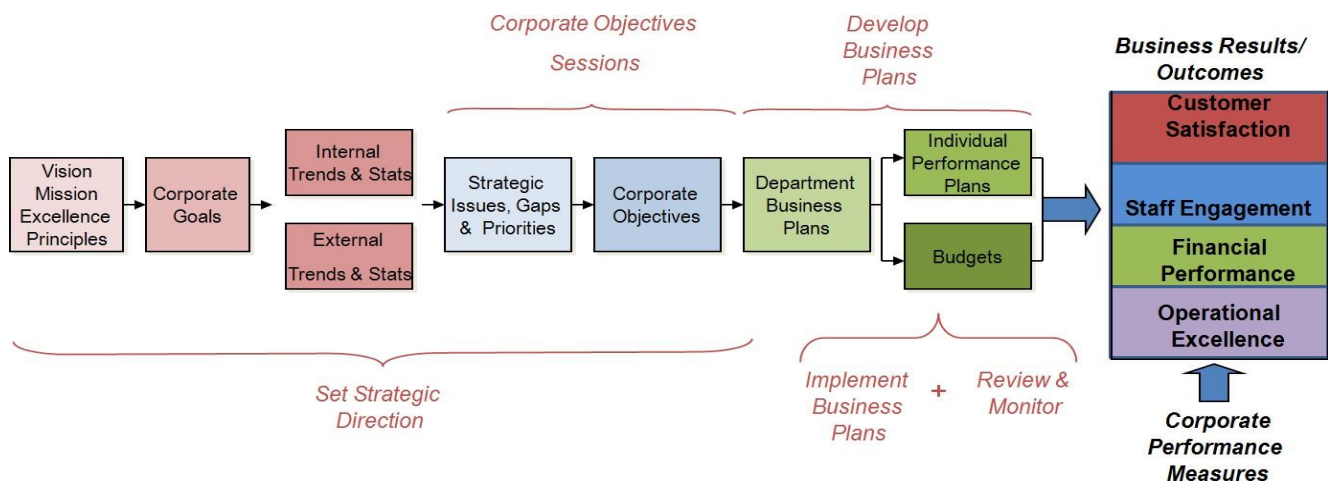 Corporate Objectives
Sessions
Develop
Business
Plans
Business Results/
Outcomes
Vision
Mission
Excellence
Principles
Corporate
Goals
Internal
Trends & Stats
External
Trends & Stats
Strategic
Issues, Gaps
& Priorities
Corporate
Objectives
Department
Business
Plans
Individual
Performance
Plans
Budgets
Customer
Satisfaction
Staff Engagement
Financial
Performance
Operational
Excellence
Set Strategic
Direction
Implement
Business
Plans
+
Review &
Monitor
Corporate
Performance
Measures